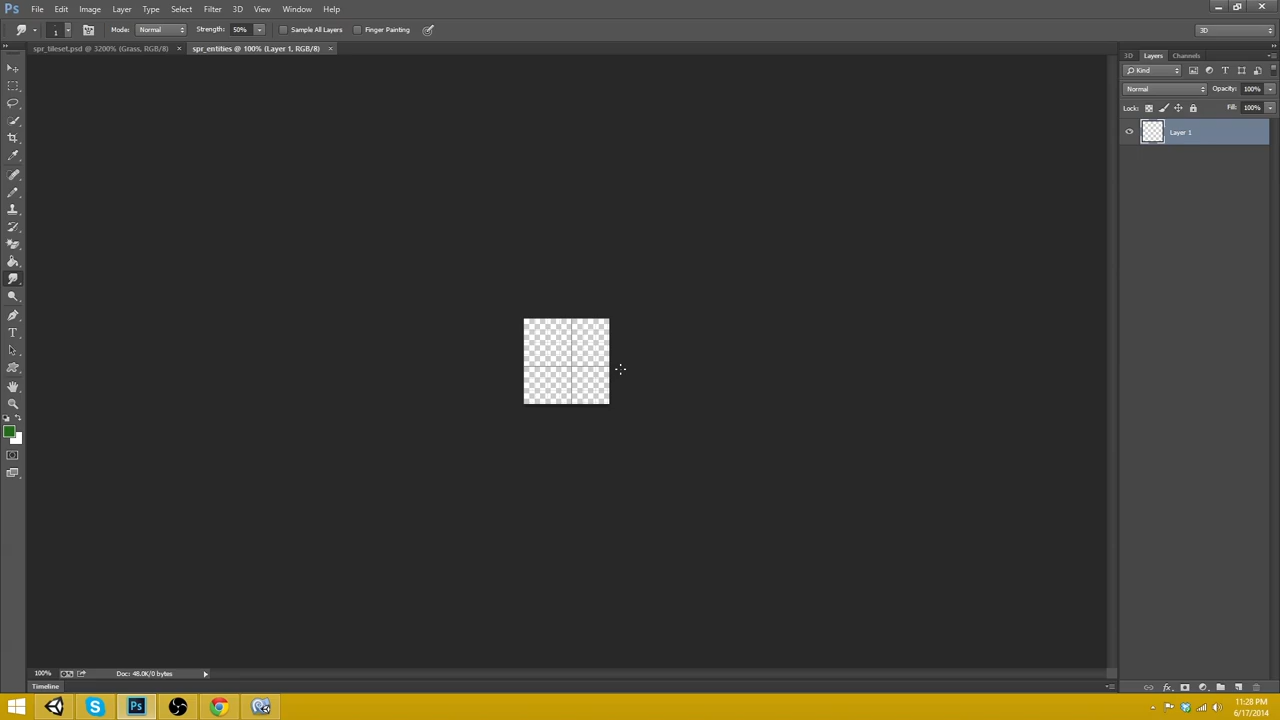 Ps File Edit Image Layer Type Select Filter 3D View Window Help
1 Mode: Normal Strength: 50% Sample All Layers Finger Painting 3D
spr_tileset.psd @ 3200% (Grass, RGB/8) × spr_entities @ 100% (Layer 1, RGB/8) ×
3D Layers Channels
Kind
Normal Opacity: 100%
Lock: Fill: 100%
Layer 1
100% Doc: 48.0K/0 bytes
Timeline
11:28 PM
6/17/2014